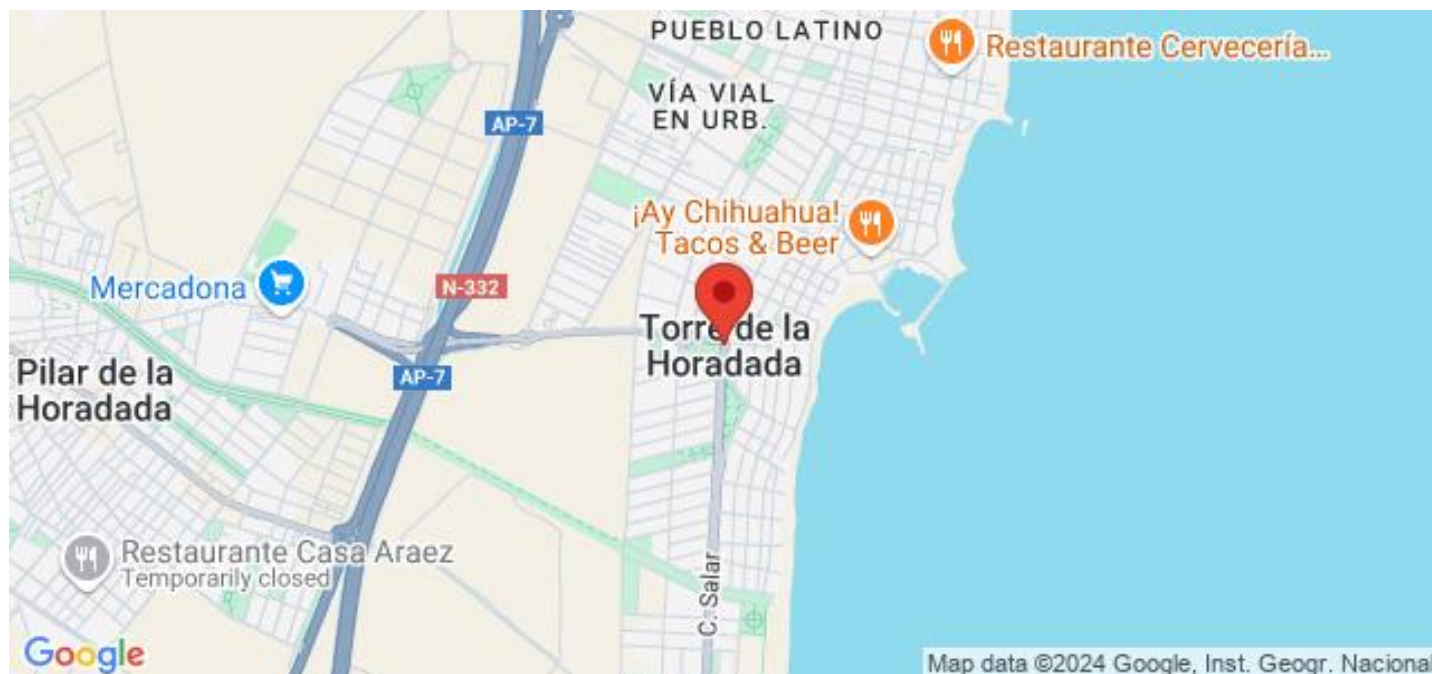 PUEBLO LATINO
Restaurante Cervecería...
VÍA VIAL
EN URB.
AP-7
¡Ay Chihuahua!
Tacos & Beer
Mercadona
N-332
Torre de la
Horadada
AP-7
Pilar de la
Horadada
Restaurante Casa Araez
Temporarily closed
C. Salar
Google
Map data ©2024 Google, Inst. Geogr. Nacional